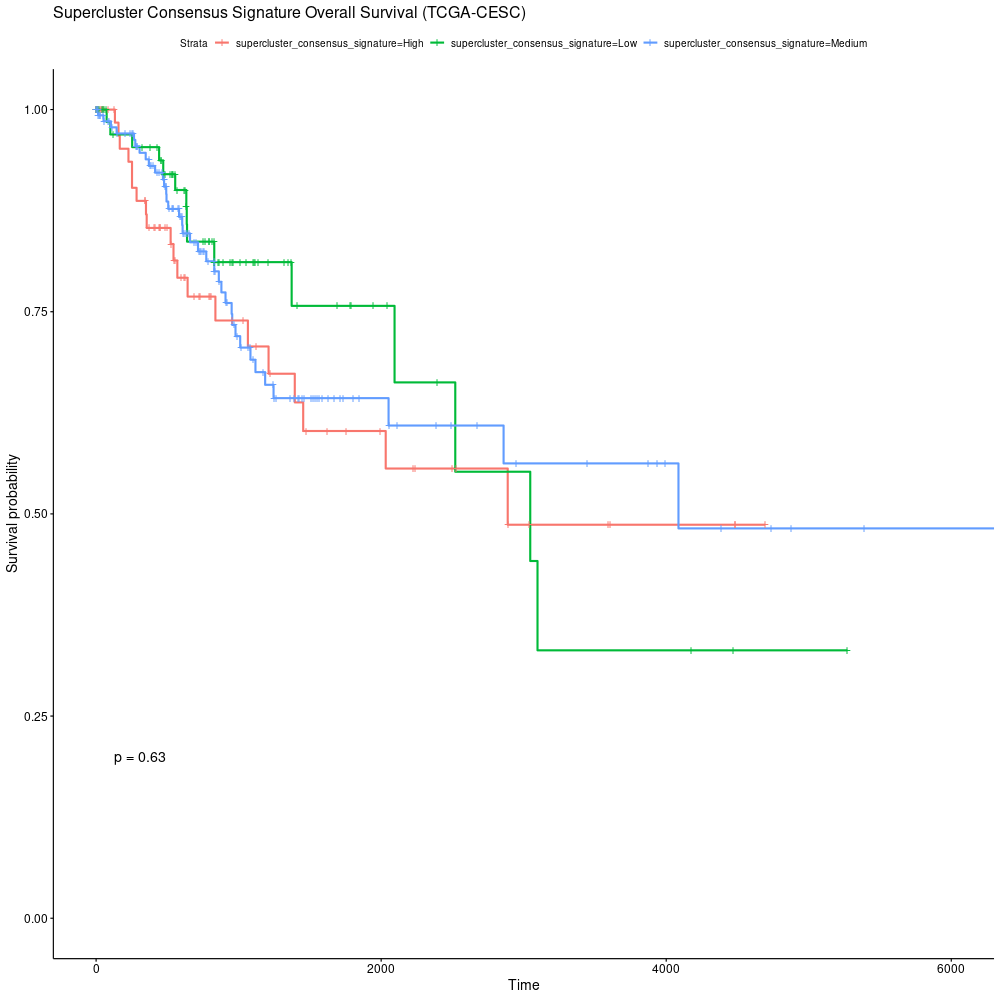 Supercluster Consensus Signature Overall Survival (TCGA-CESC)
Strata supercluster_consensus_signature=High supercluster_consensus_signature=Low supercluster_consensus_signature=Medium
1.00
0.75
0.50
0.25
0.00
Survival probability
p = 0.63
0 2000 4000 6000
Time